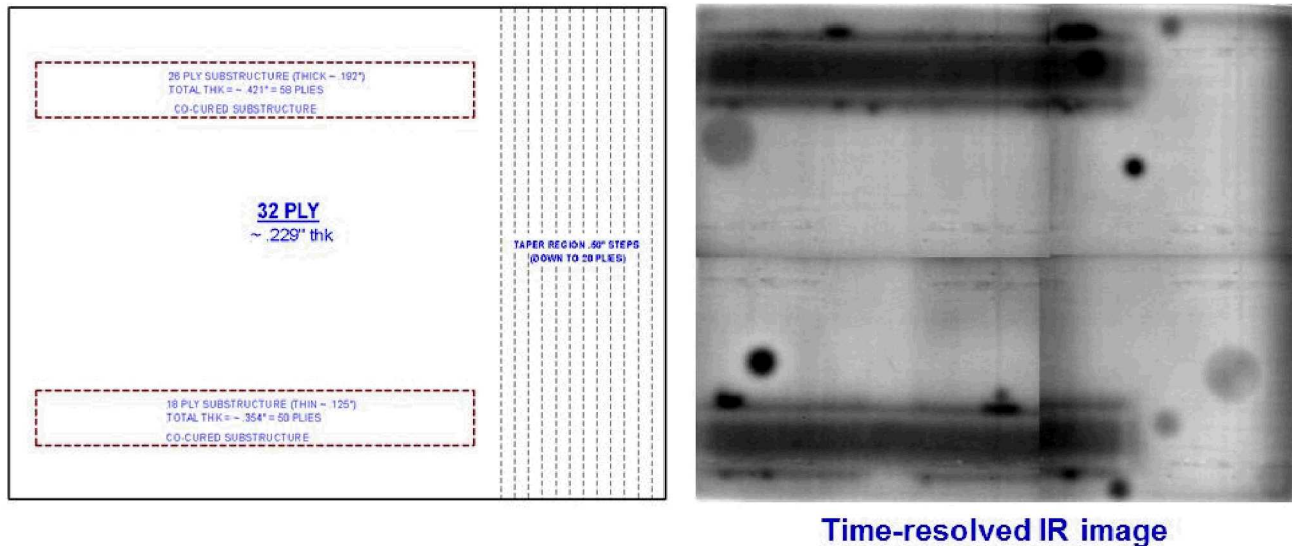 26 PLY SUBSTRUCTURE (THICK ~ .192")
TOTAL THK = ~ .421" = 58 PLIES
CO-CURED SUBSTRUCTURE
32 PLY
~ .229" thk
TAPER REGION .50" STEPS
(DOWN TO 20 PLIES)
18 PLY SUBSTRUCTURE (THIN ~ .125")
TOTAL THK = ~ .354" = 50 PLIES
CO-CURED SUBSTRUCTURE
Time-resolved IR image